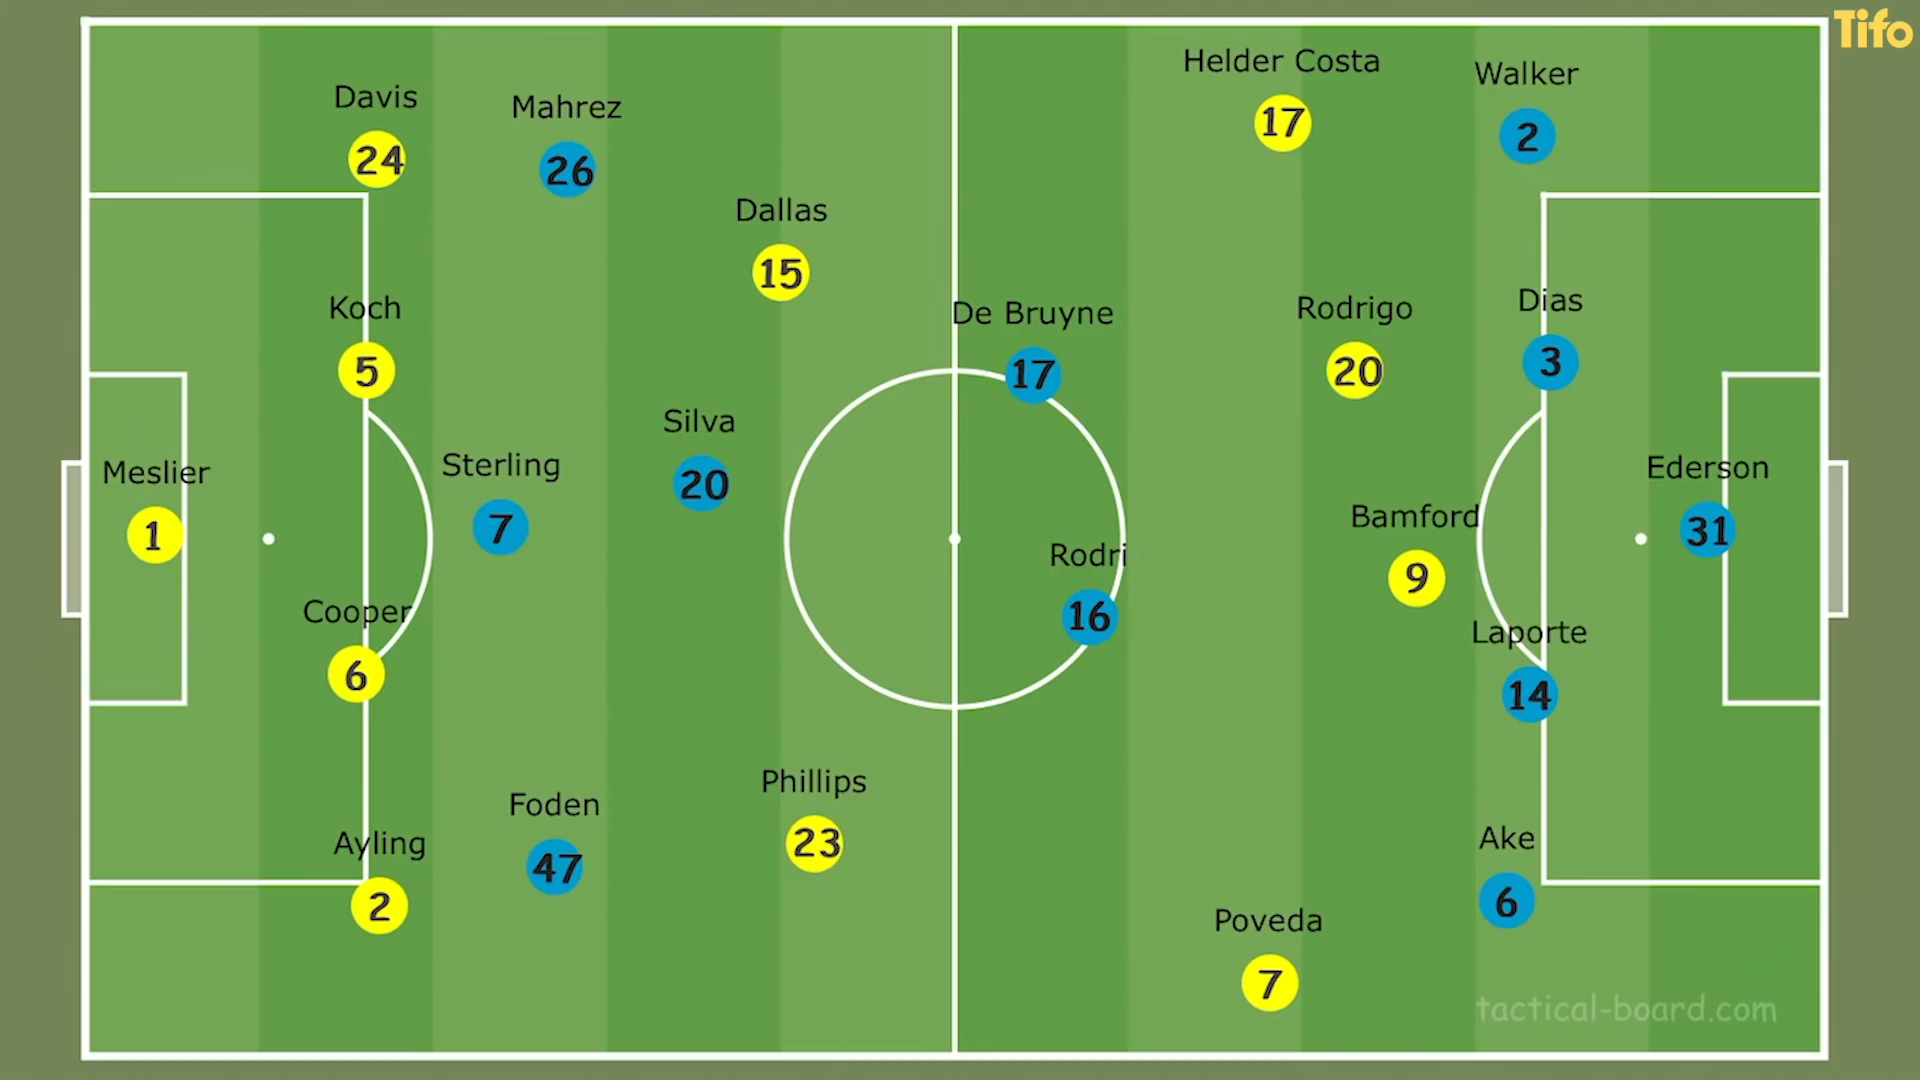 Tifo
Helder Costa
17
Walker
2
Davis
24
Mahrez
26
Dallas
15
Koch
5
De Bruyne
17
Rodrigo
20
Dias
3
Silva
20
Meslier
1
Sterling
7
Ederson
31
Bamford
9
Rodri
16
Cooper
6
Laporte
14
Phillips
23
Foden
47
Ayling
2
Ake
6
Poveda
7
tactical-board.com